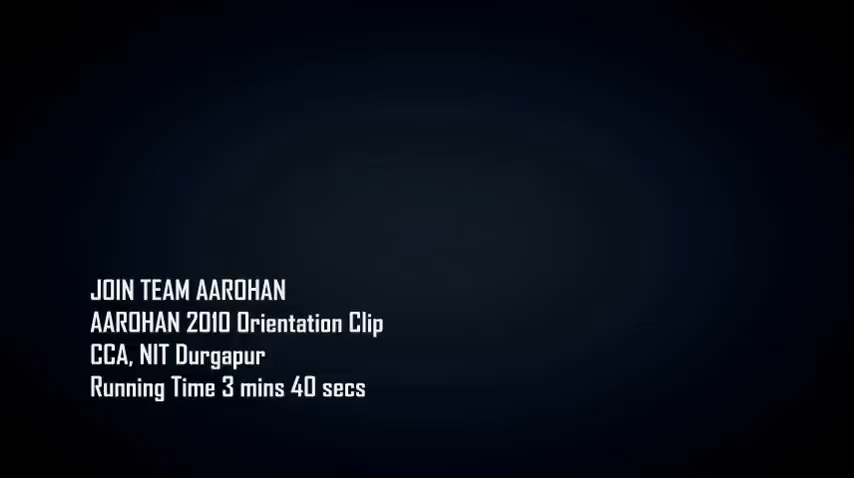 JOIN TEAM AAROHAN
AAROHAN 2010 Orientation Clip
CCA, NIT Durgapur
Running Time 3 mins 40 secs